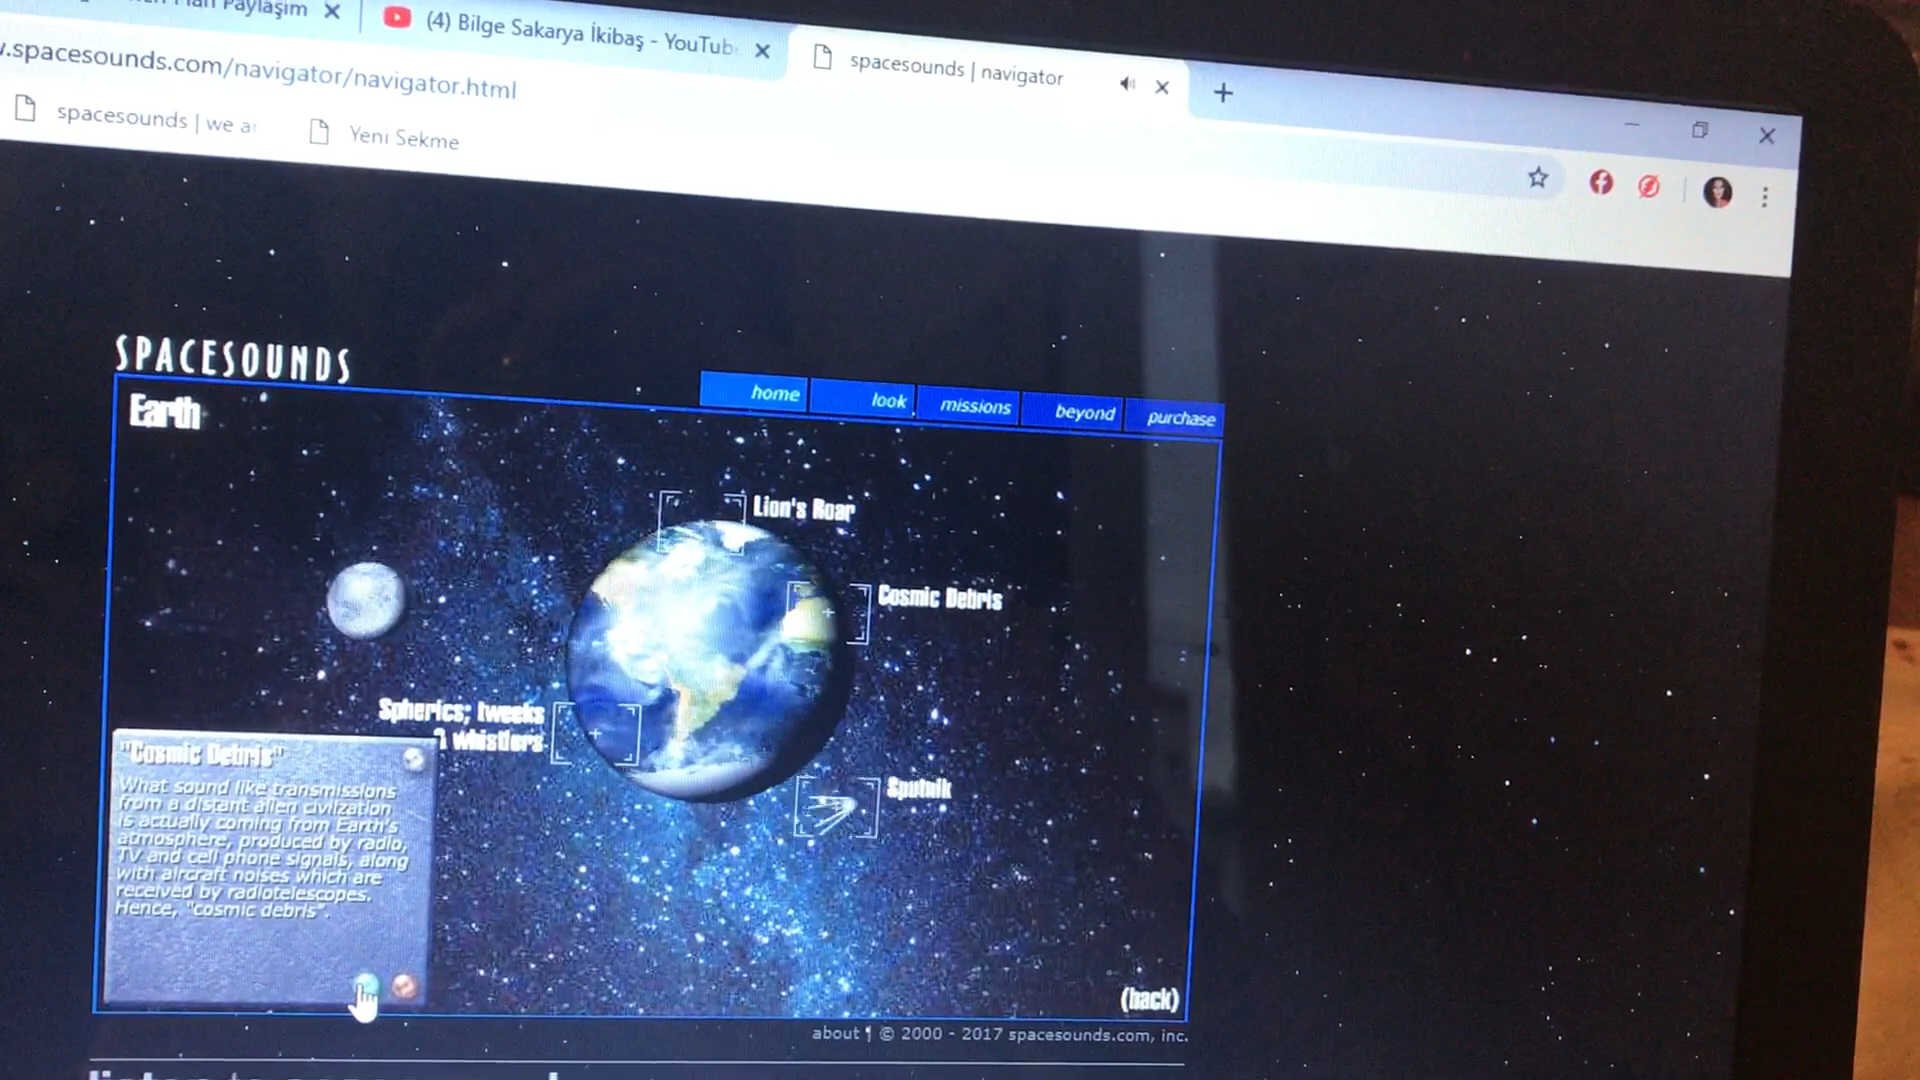 Paylaşım
(4) Bilge Sakarya İkibaş - YouTub
spacesounds | navigator
.spacesounds.com/navigator/navigator.html
spacesounds | we a
Yeni Sekme
SPACESOUNDS
home
look
missions
beyond
purchase
Earth
Lion's Roar
Cosmic Debris
Spherics; tweeks
whistlers
Sputnik
"Cosmic Debris"
What sound like transmissions
from a distant alien civilzation
is actually coming from Earth's
atmosphere, produced by radio,
TV and cell phone signals, along
with aircraft noises which are
received by radiotelescopes.
Hence, "cosmic debris".
(back)
about ¶ © 2000 - 2017 spacesounds.com, inc.